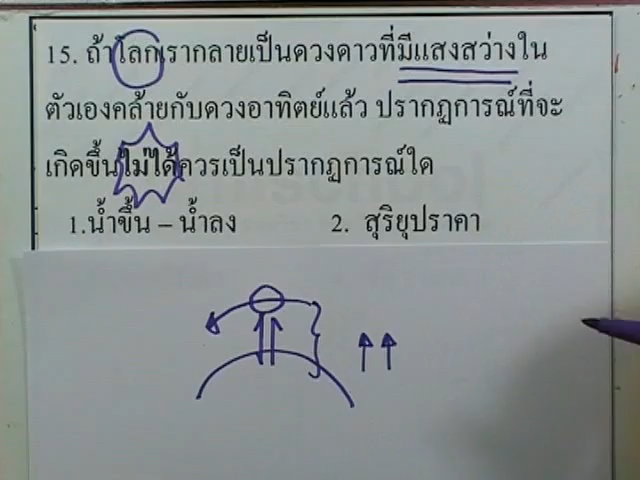 15. ถ้าโลกเรากลายเป็นดวงดาวที่มีแสงสว่างใน
ตัวเองคล้ายกับดวงอาทิตย์แล้ว ปรากฏการณ์ที่จะ
เกิดขึ้นไม่ได้ควรเป็นปรากฏการณ์ใด
1.น้ำขึ้น – น้ำลง 2. สุริยุปราคา